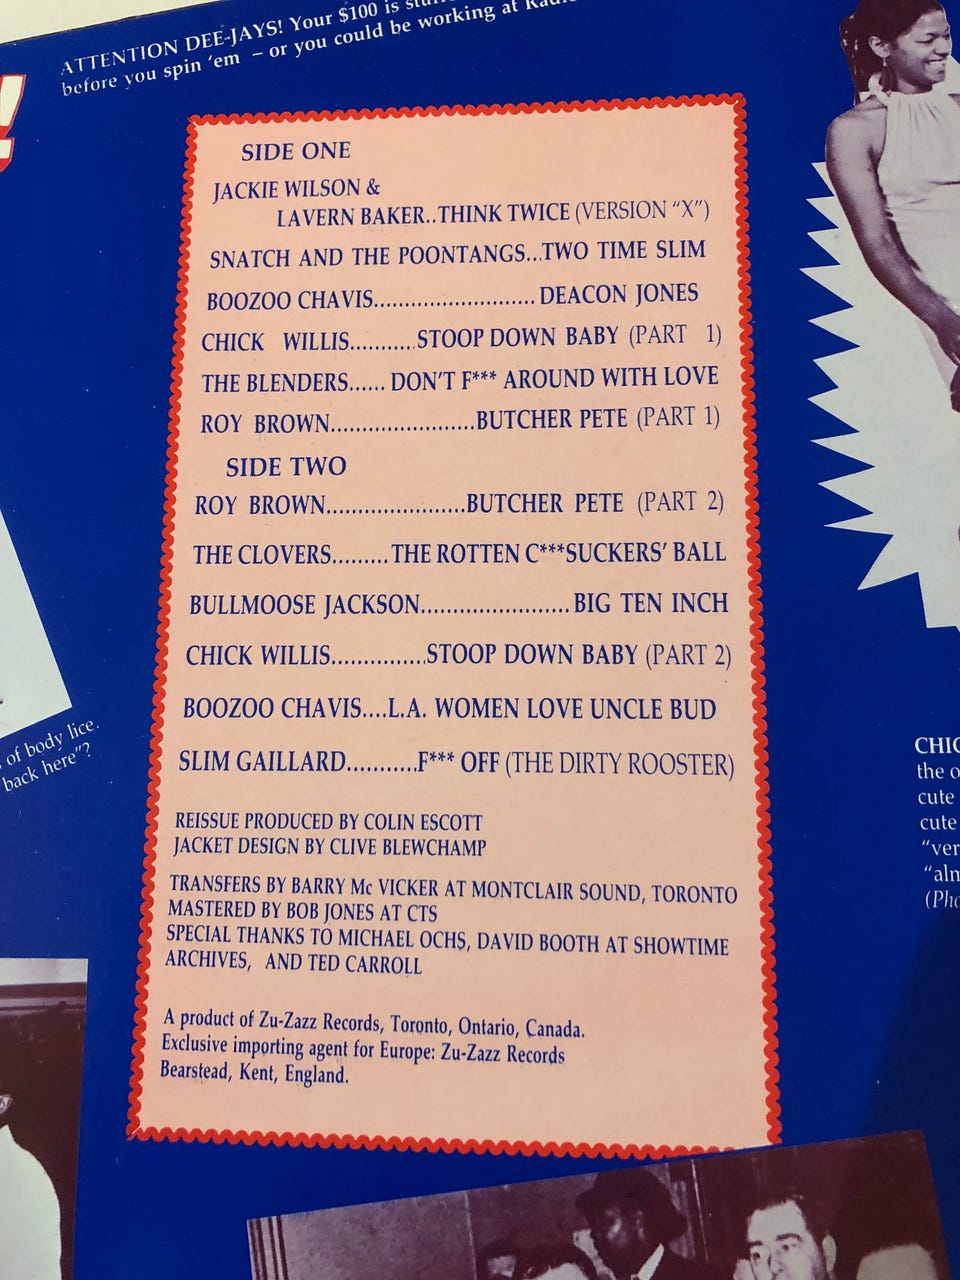 ATTENTION DEE-JAYS! Your $100 is
before you spin 'em – or you could be working at
!
SIDE ONE
JACKIE WILSON &
LAVERN BAKER..THINK TWICE (VERSION "X")
SNATCH AND THE POONTANGS...TWO TIME SLIM
BOOZOO CHAVIS........................DEACON JONES
CHICK WILLIS..........STOOP DOWN BABY (PART 1)
THE BLENDERS...... DON'T F*** AROUND WITH LOVE
ROY BROWN......................BUTCHER PETE (PART 1)
SIDE TWO
ROY BROWN......................BUTCHER PETE (PART 2)
THE CLOVERS.........THE ROTTEN C***SUCKERS' BALL
BULLMOOSE JACKSON......................BIG TEN INCH
CHICK WILLIS..............STOOP DOWN BABY (PART 2)
BOOZOO CHAVIS....L.A. WOMEN LOVE UNCLE BUD
SLIM GAILLARD...........F*** OFF (THE DIRTY ROOSTER)
REISSUE PRODUCED BY COLIN ESCOTT
JACKET DESIGN BY CLIVE BLEWCHAMP
TRANSFERS BY BARRY Mc VICKER AT MONTCLAIR SOUND, TORONTO
MASTERED BY BOB JONES AT CTS
SPECIAL THANKS TO MICHAEL OCHS, DAVID BOOTH AT SHOWTIME
ARCHIVES, AND TED CARROLL
A product of Zu-Zazz Records, Toronto, Ontario, Canada.
Exclusive importing agent for Europe: Zu-Zazz Records
Bearstead, Kent, England.
of body lice.
back here"?
the
cute
cute